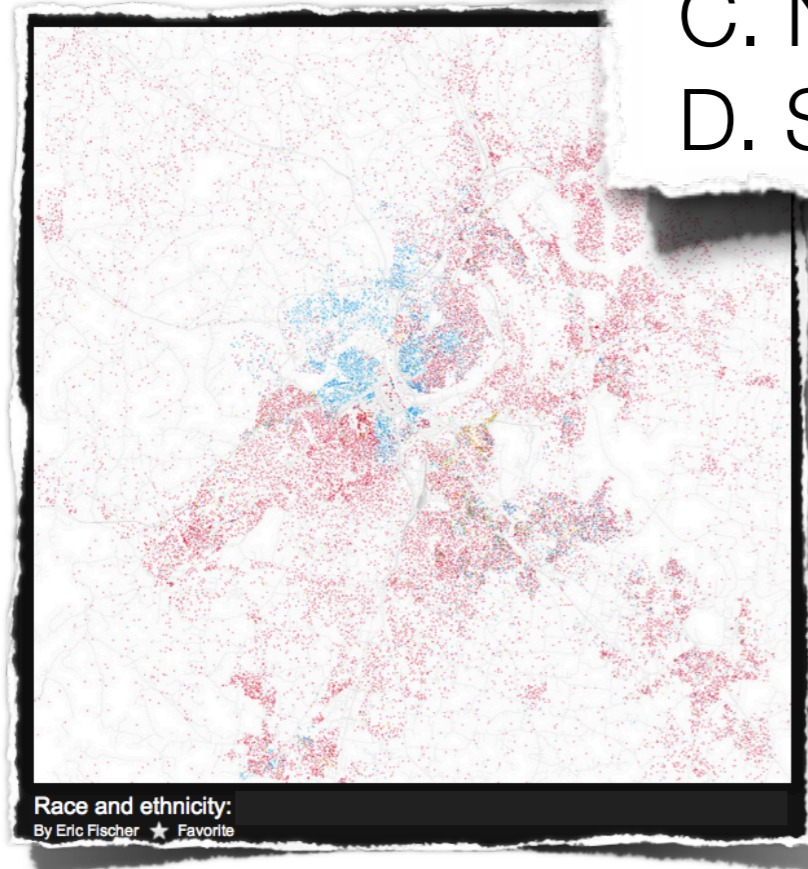 C.
D.
Race and ethnicity:
By Eric Fischer ★ Favorite